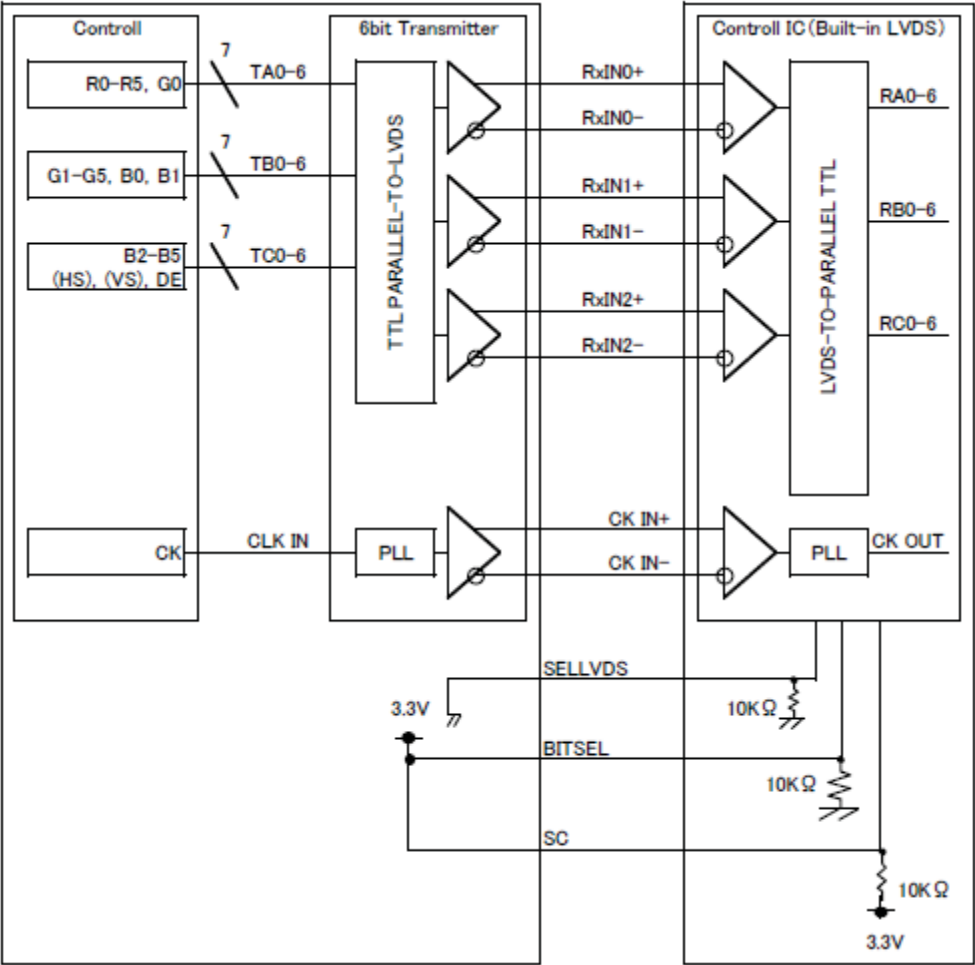 Controll
6bit Transmitter
Controll IC(Built-in LVDS)
R0-R5, G0
7
TA0-6
RxIN0+
RxIN0-
RA0-6
G1-G5, B0, B1
7
TB0-6
RxIN1+
RxIN1-
RB0-6
B2-B5
(HS), (VS), DE
7
TC0-6
RxIN2+
RxIN2-
RC0-6
TTL PARALLEL-TO-LVDS
LVDS-TO-PARALLEL TTL
CK
CLK IN
PLL
CK IN+
CK IN-
PLL
CK OUT
SELLVDS
10KΩ
3.3V
BITSEL
10KΩ
SC
10KΩ
3.3V